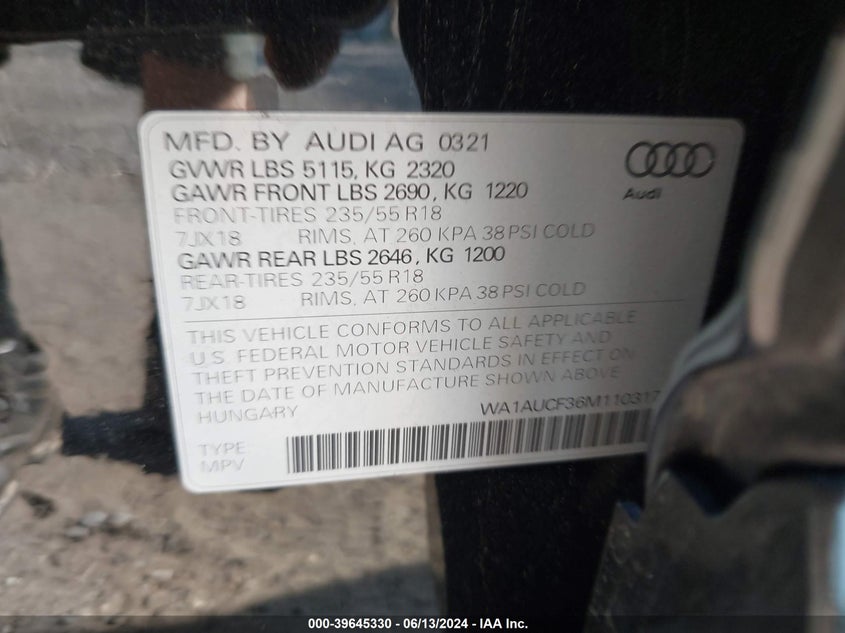 MFD. BY AUDI AG 0321
GVWR LBS 5115, KG 2320
GAWR FRONT LBS 2690, KG 1220
FRONT-TIRES 235/55 R18
7JX18 RIMS, AT 260 KPA 38 PSI COLD
GAWR REAR LBS 2646, KG 1200
REAR-TIRES 235/55 R18
7JX18 RIMS, AT 260 KPA 38 PSI COLD
Audi
THIS VEHICLE CONFORMS TO ALL APPLICABLE
U.S. FEDERAL MOTOR VEHICLE SAFETY AND
THEFT PREVENTION STANDARDS IN EFFECT ON
THE DATE OF MANUFACTURE SHOWN ABOVE
HUNGARY WA1AUCF36M110317
TYPE
MPV
000-39645330 - 06/13/2024 - IAA Inc.